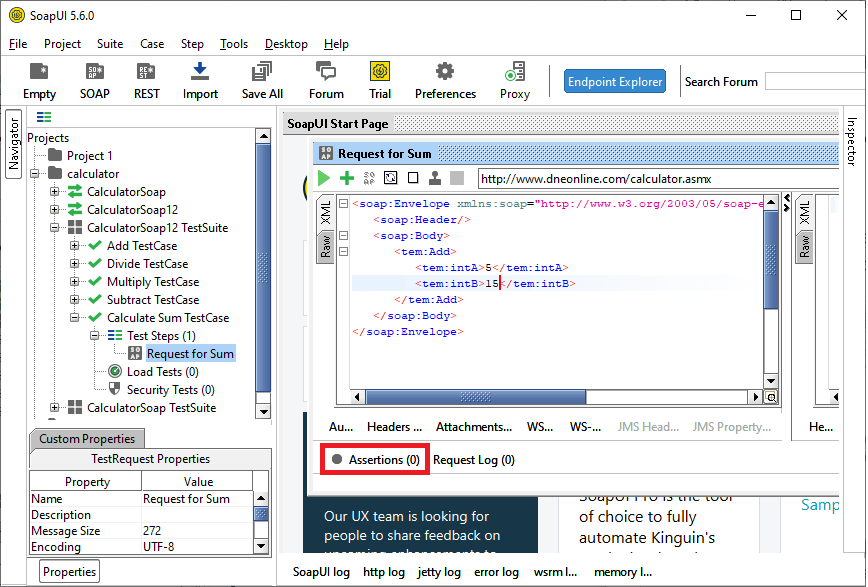 SoapUI 5.6.0
File Project Suite Case Step Tools Desktop Help
Empty SOAP REST Import Save All Forum Trial Preferences Proxy Endpoint Explorer Search Forum
Navigator
Inspector
SoapUI Start Page
Projects
Project 1
calculator
CalculatorSoap
CalculatorSoap12
CalculatorSoap12 TestSuite
Add TestCase
Divide TestCase
Multiply TestCase
Subtract TestCase
Calculate Sum TestCase
Test Steps (1)
Request for Sum
Load Tests (0)
Security Tests (0)
CalculatorSoap TestSuite
Request for Sum
http://www.dneonline.com/calculator.asmx
XML
Raw
<soap:Envelope xmlns:soap="http://www.w3.org/2003/05/soap-e
<soap:Header/>
<soap:Body>
<tem:Add>
<tem:intA>5</tem:intA>
<tem:intB>15</tem:intB>
</tem:Add>
</soap:Body>
</soap:Envelope>
XML
Raw
Au... Headers ... Attachments... WS... WS-... JMS Head... JMS Property... He...
Assertions (0) Request Log (0)
Custom Properties
TestRequest Properties
Property Value
Name Request for Sum
Description
Message Size 272
Encoding UTF-8
Properties
Our UX team is looking for
people to share feedback on
upcoming enhancements to
SoapUI Pro is the tool
of choice to fully
automate Kinguin's
Samp
SoapUI log http log jetty log error log wsrm l... memory l...